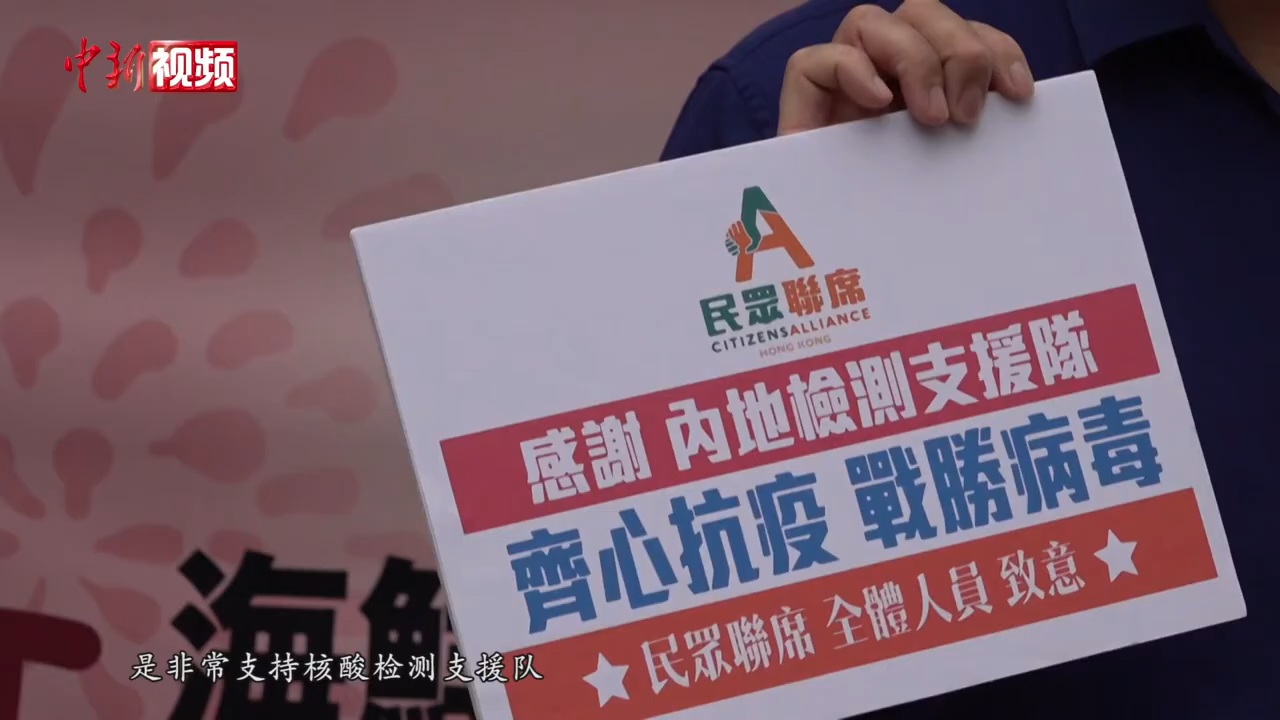 中新视频
民眾聯席
CITIZENSALLIANCE
HONG KONG
感謝 內地檢測支援隊
齊心抗疫 戰勝病毒
民眾聯席 全體人員 致意
海鮮
是非常支持核酸检测支援队